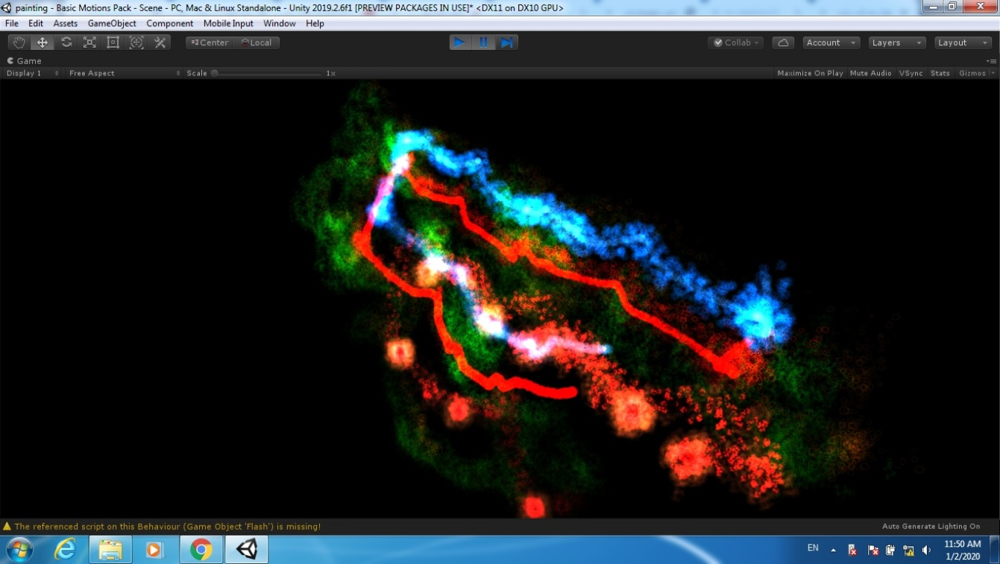 painting - Basic Motions Pack - Scene - PC, Mac & Linux Standalone - Unity 2019.2.6f1 [PREVIEW PACKAGES IN USE]* <DX11 on DX10 GPU>
File Edit Assets GameObject Component Mobile Input Window Help
Center Local Collab Account Layers Layout
Game
Display 1 Free Aspect Scale 1x Maximize On Play Mute Audio VSync Stats Gizmos
The referenced script on this Behaviour (Game Object 'Flash') is missing! Auto Generate Lighting On
EN 11:50 AM
1/2/2020